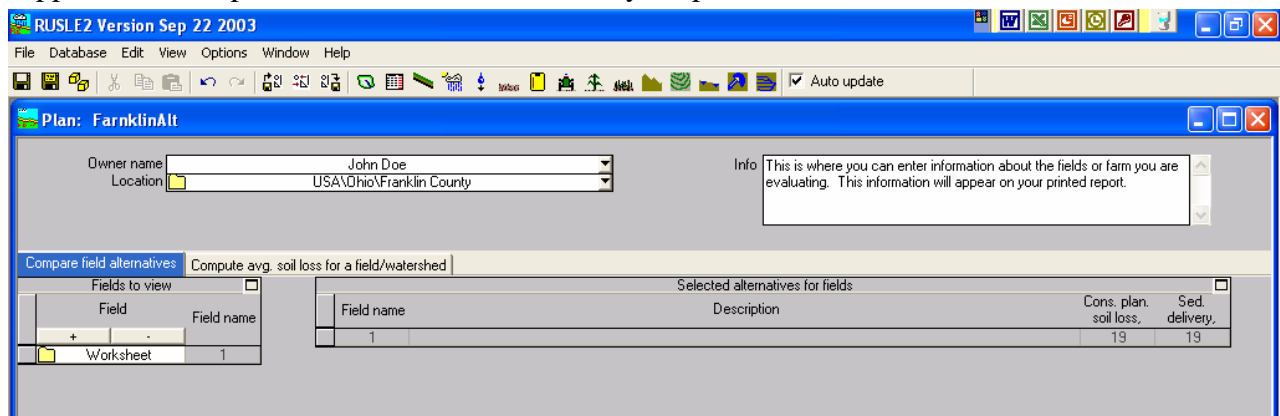 RUSLE2 Version Sep 22 2003
File Database Edit View Options Window Help
Auto update
Plan: FarnklinAlt
Owner name John Doe
Location USA\Ohio\Franklin County
Info This is where you can enter information about the fields or farm you are
evaluating. This information will appear on your printed report.
Compare field alternatives Compute avg. soil loss for a field/watershed
Fields to view
Field Field name
+ -
Worksheet 1
Selected alternatives for fields
Field name Description Cons. plan. soil loss, Sed. delivery,
1 19 19